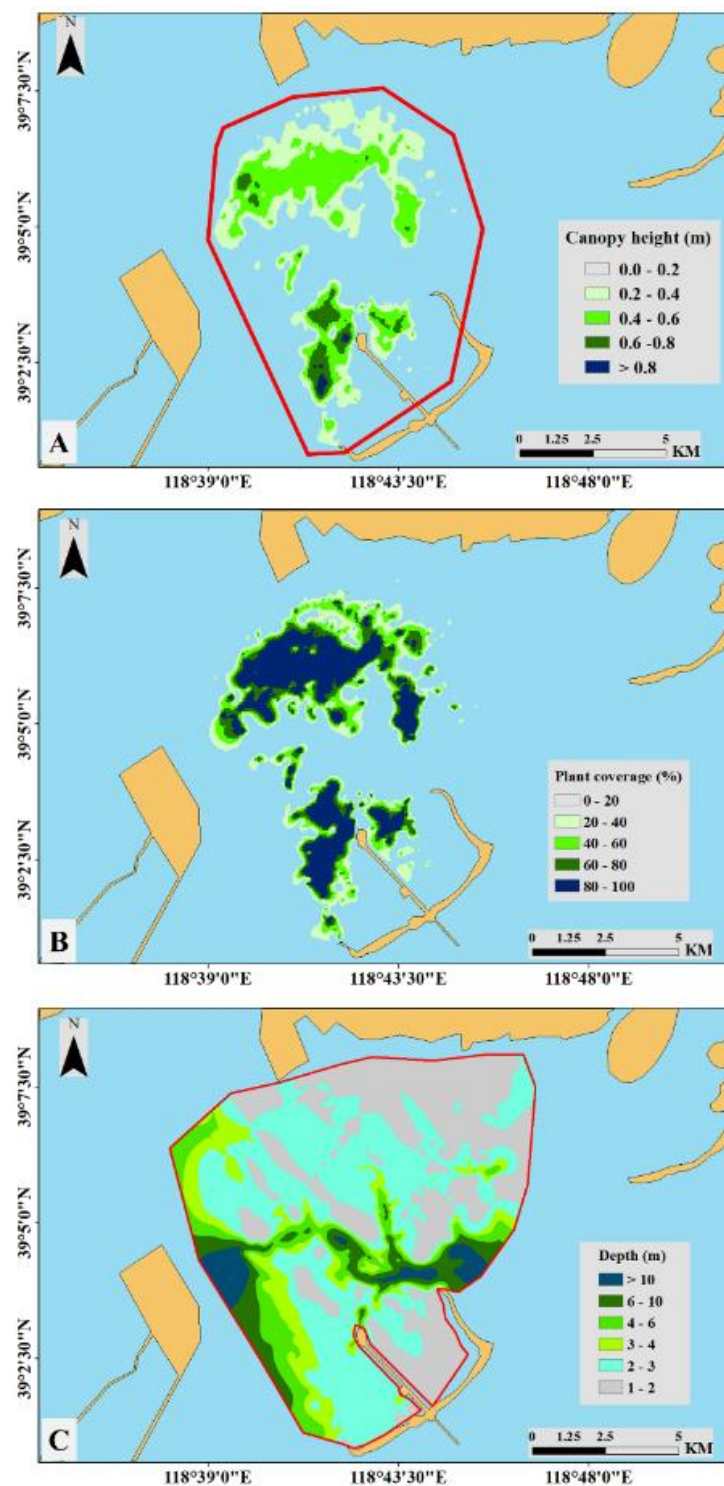 N
39°7'30"N
39°5'0"N
39°2'30"N
Canopy height (m)
0.0 - 0.2
0.2 - 0.4
0.4 - 0.6
0.6 -0.8
> 0.8
0 1.25 2.5 5
KM
A
118°39'0"E 118°43'30"E 118°48'0"E
N
39°7'30"N
39°5'0"N
39°2'30"N
Plant coverage (%)
0 - 20
20 - 40
40 - 60
60 - 80
80 - 100
0 1.25 2.5 5
KM
B
118°39'0"E 118°43'30"E 118°48'0"E
N
39°7'30"N
39°5'0"N
39°2'30"N
Depth (m)
> 10
6 - 10
4 - 6
3 - 4
2 - 3
1 - 2
0 1.25 2.5 5
KM
C
118°39'0"E 118°43'30"E 118°48'0"E